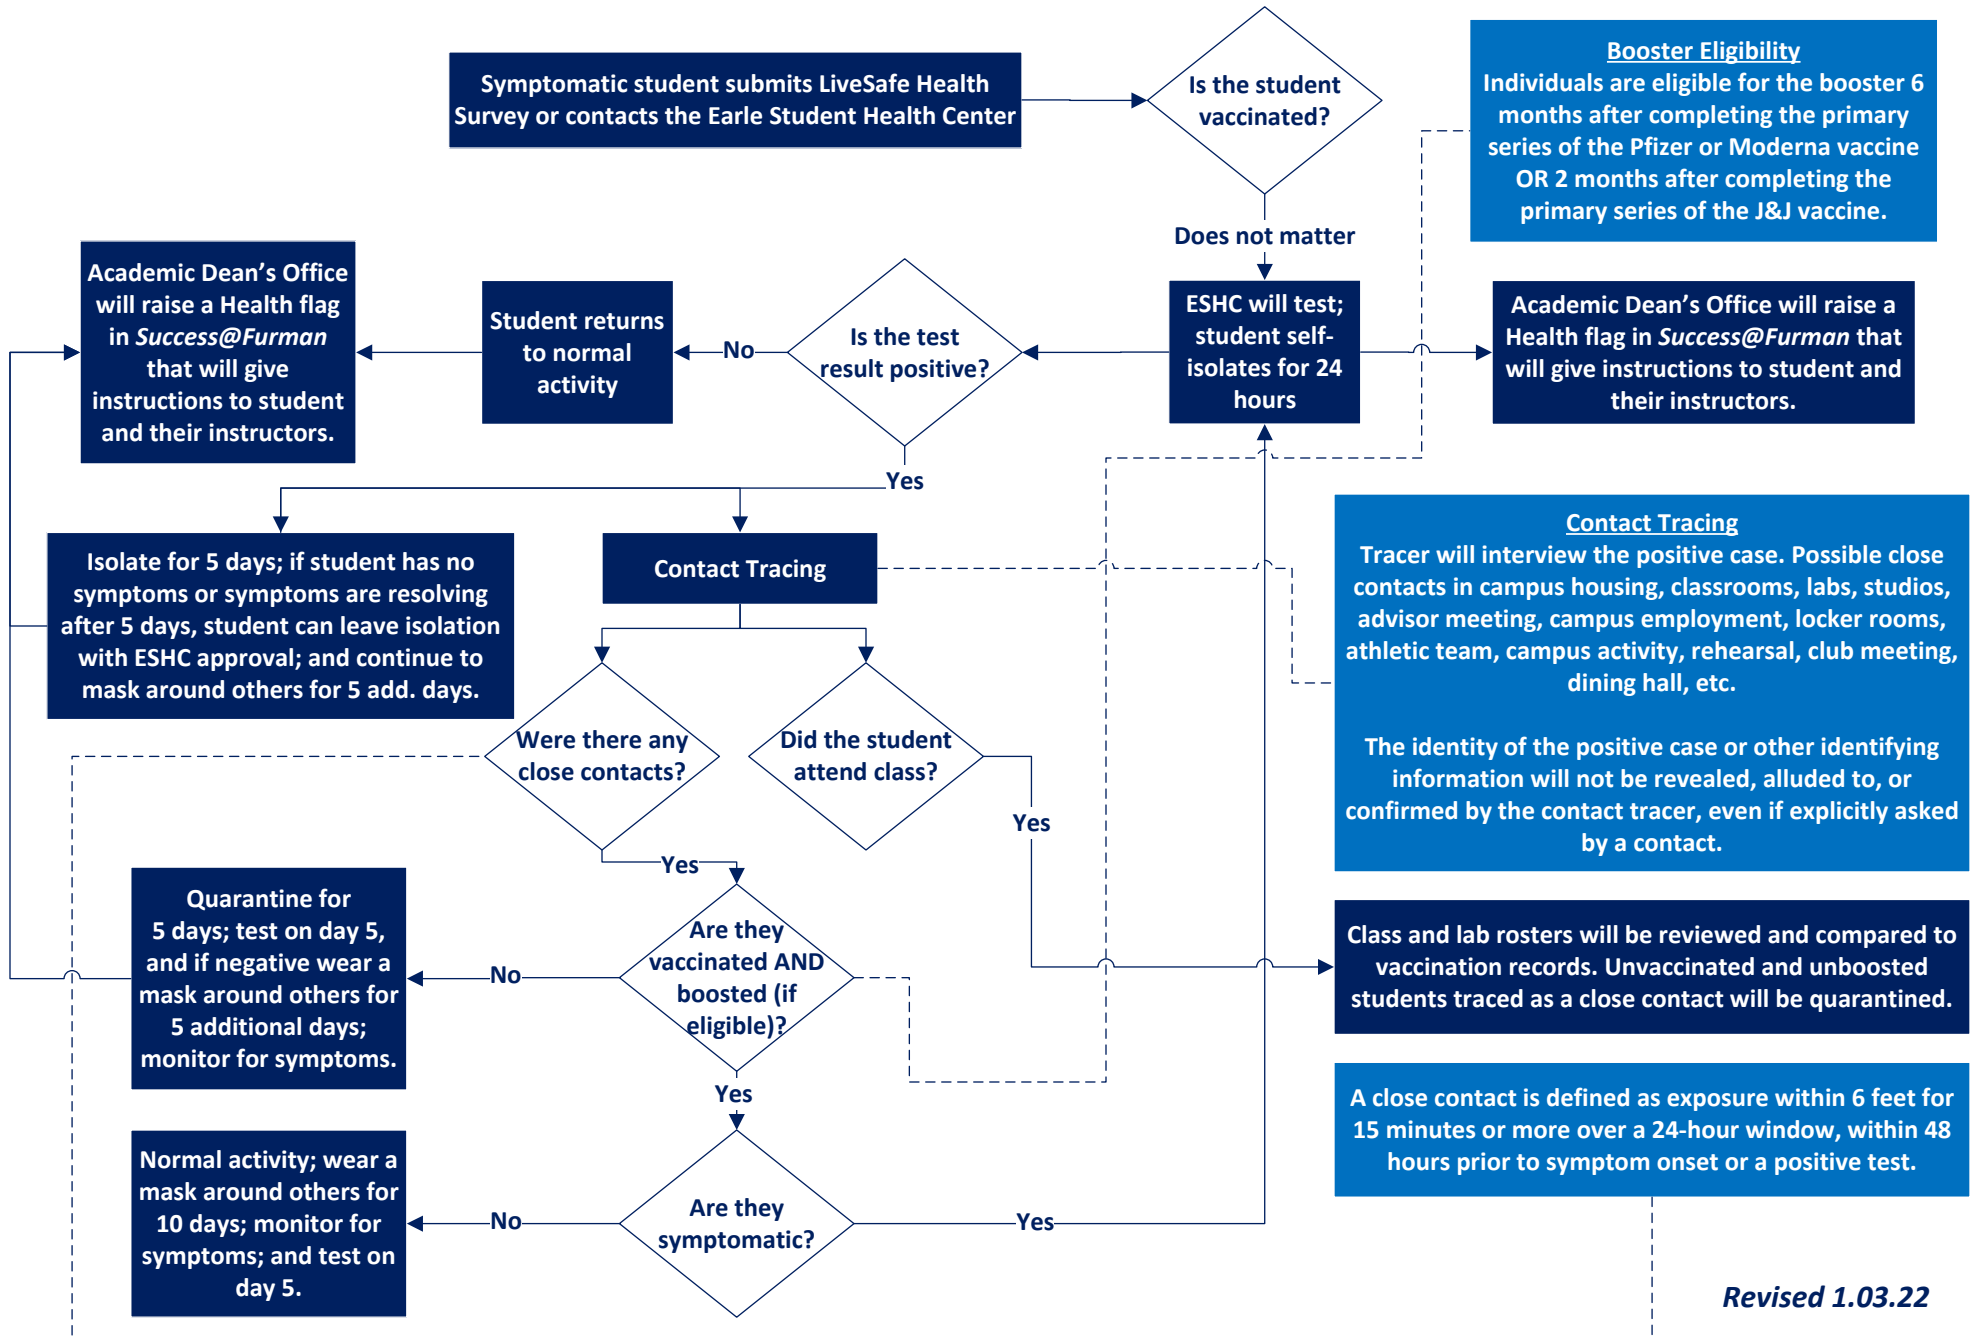 Symptomatic student submits LiveSafe Health
Survey or contacts the Earle Student Health Center
Is the student
vaccinated?
Booster Eligibility
Individuals are eligible for the booster 6
months after completing the primary
series of the Pfizer or Moderna vaccine
OR 2 months after completing the
primary series of the J&J vaccine.
Does not matter
Academic Dean's Office
will raise a Health flag
in Success@Furman
that will give
instructions to student
and their instructors.
Student returns
to normal
activity
No
Is the test
result positive?
ESHC will test;
student self-
isolates for 24
hours
Academic Dean's Office will raise a
Health flag in Success@Furman that
will give instructions to student and
their instructors.
Yes
Isolate for 5 days; if student has no
symptoms or symptoms are resolving
after 5 days, student can leave isolation
with ESHC approval; and continue to
mask around others for 5 add. days.
Contact Tracing
Contact Tracing
Tracer will interview the positive case. Possible close
contacts in campus housing, classrooms, labs, studios,
advisor meeting, campus employment, locker rooms,
athletic team, campus activity, rehearsal, club meeting,
dining hall, etc.
The identity of the positive case or other identifying
information will not be revealed, alluded to, or
confirmed by the contact tracer, even if explicitly asked
by a contact.
Were there any
close contacts?
Did the student
attend class?
Yes
Yes
Quarantine for
5 days; test on day 5,
and if negative wear a
mask around others for
5 additional days;
monitor for symptoms.
No
Are they
vaccinated AND
boosted (if
eligible)?
Class and lab rosters will be reviewed and compared to
vaccination records. Unvaccinated and unboosted
students traced as a close contact will be quarantined.
Yes
A close contact is defined as exposure within 6 feet for
15 minutes or more over a 24-hour window, within 48
hours prior to symptom onset or a positive test.
Normal activity; wear a
mask around others for
10 days; monitor for
symptoms; and test on
day 5.
No
Are they
symptomatic?
Yes
Revised 1.03.22